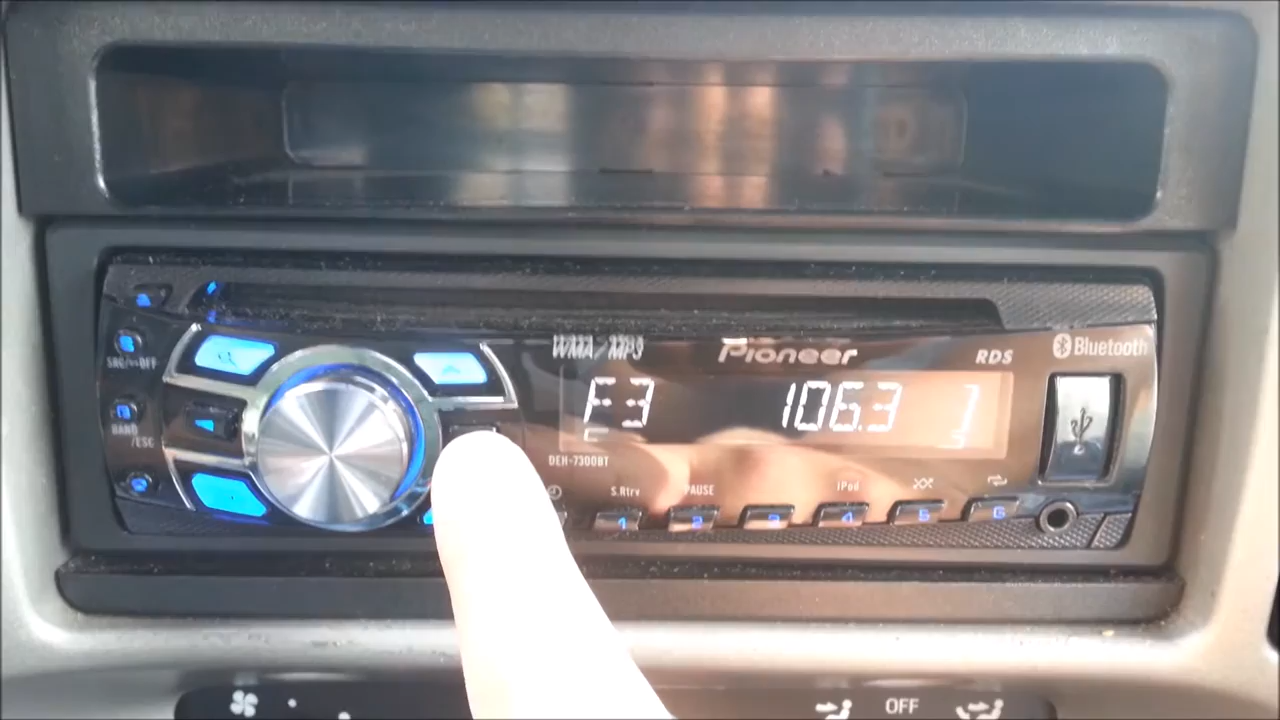 WMA/MP3
Pioneer
RDS
Bluetooth
SRC/OFF
BAND
/ESC
F3
106.3
DEH-7300BT
S.Rtrv
PAUSE
iPod
1
2
3
4
5
6
OFF